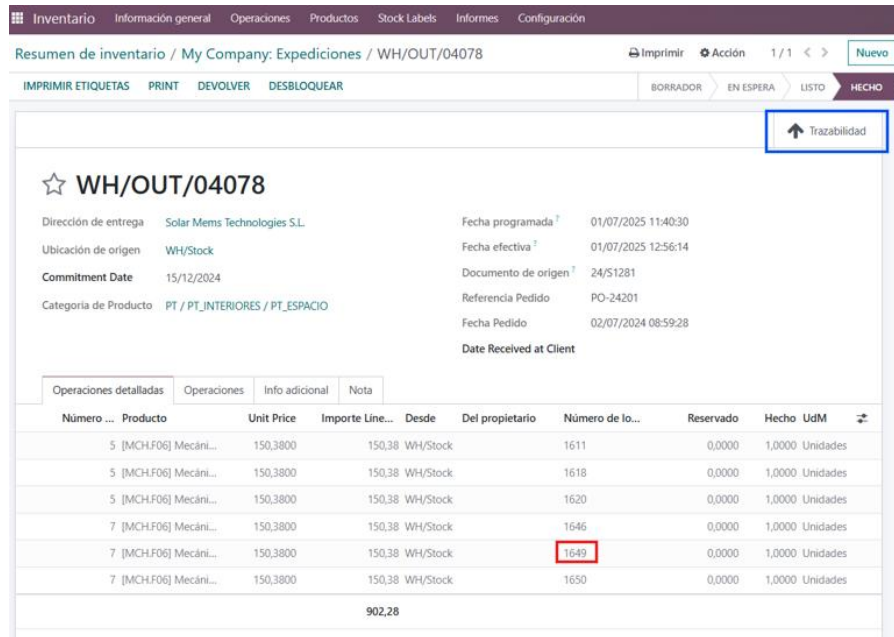 Inventario Información general Operaciones Productos Stock Labels Informes Configuración
Resumen de inventario / My Company: Expediciones / WH/OUT/04078 Imprimir Acción 1/1 < > Nuevo
IMPRIMIR ETIQUETAS PRINT DEVOLVER DESBLOQUEAR BORRADOR EN ESPERA LISTO HECHO
Trazabilidad
WH/OUT/04078
Dirección de entrega Solar Mems Technologies S.L. Fecha programada ? 01/07/2025 11:40:30
Ubicación de origen WH/Stock Fecha efectiva ? 01/07/2025 12:56:14
Commitment Date 15/12/2024 Documento de origen ? 24/S1281
Categoría de Producto PT / PT_INTERIORES / PT_ESPACIO Referencia Pedido PO-24201
Fecha Pedido 02/07/2024 08:59:28
Date Received at Client
Operaciones detalladas Operaciones Info adicional Nota
Número ... Producto Unit Price Importe Líne... Desde Del propietario Número de lo... Reservado Hecho UdM
5 [MCH.F06] Mecáni... 150,3800 150,38 WH/Stock 1611 0,0000 1,0000 Unidades
5 [MCH.F06] Mecáni... 150,3800 150,38 WH/Stock 1618 0,0000 1,0000 Unidades
5 [MCH.F06] Mecáni... 150,3800 150,38 WH/Stock 1620 0,0000 1,0000 Unidades
7 [MCH.F06] Mecáni... 150,3800 150,38 WH/Stock 1646 0,0000 1,0000 Unidades
7 [MCH.F06] Mecáni... 150,3800 150,38 WH/Stock 1649 0,0000 1,0000 Unidades
7 [MCH.F06] Mecáni... 150,3800 150,38 WH/Stock 1650 0,0000 1,0000 Unidades
902,28